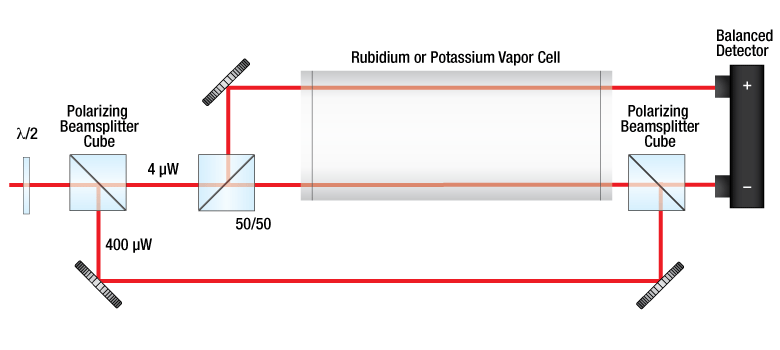 Balanced
Detector
Rubidium or Potassium Vapor Cell
+
Polarizing
Beamsplitter
Cube
Polarizing
Beamsplitter
Cube
λ/2
4 µW
−
50/50
400 µW